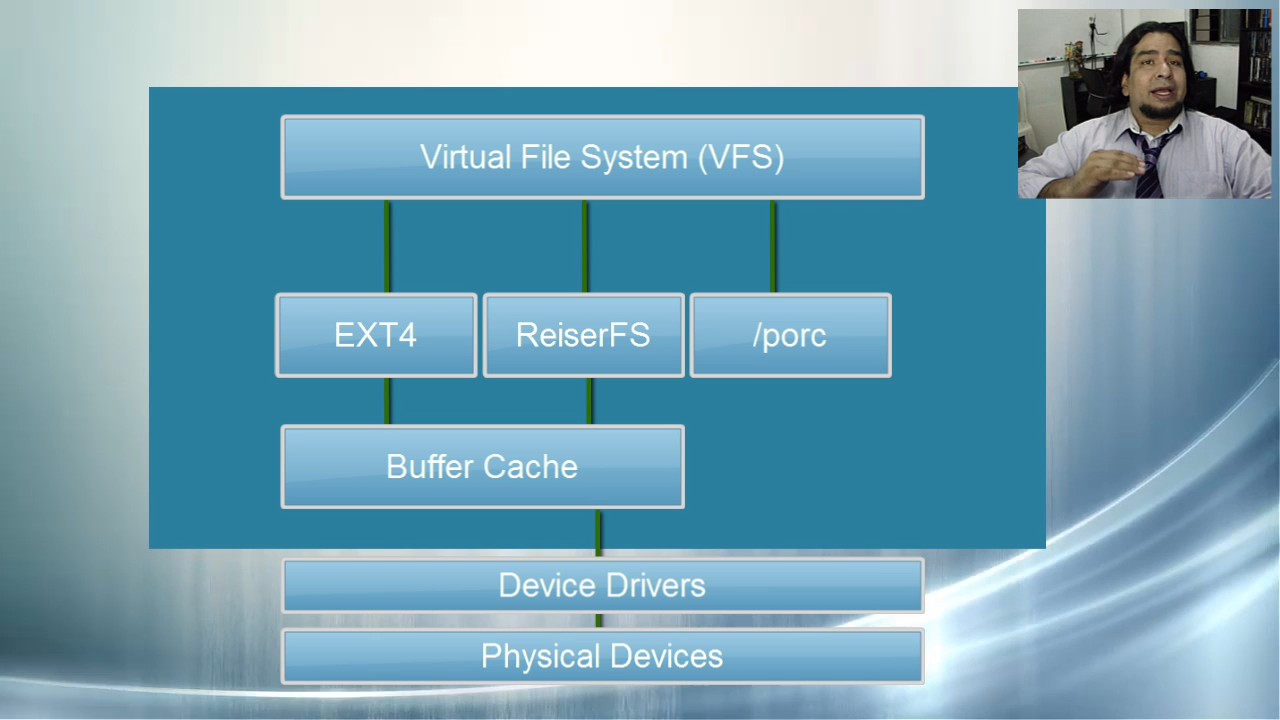 Virtual File System (VFS)
EXT4
ReiserFS
/porc
Buffer Cache
Device Drivers
Physical Devices